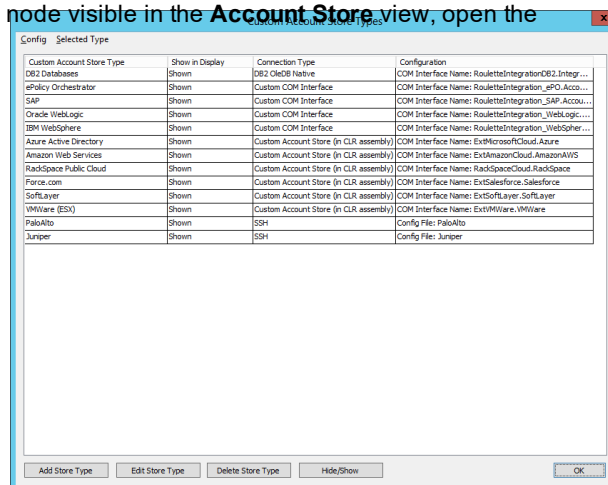 node visible in the Account Store view, open the
Custom Account Store Types
x
Config Selected Type
Custom Account Store Type Show in Display Connection Type Configuration
DB2 Databases Shown DB2 OleDB Native COM Interface Name: RouletteIntegrationDB2.Integr...
ePolicy Orchestrator Shown Custom COM Interface COM Interface Name: RouletteIntegration_ePO.Acco...
SAP Shown Custom COM Interface COM Interface Name: RouletteIntegration_SAP.Accou...
Oracle WebLogic Shown Custom COM Interface COM Interface Name: RouletteIntegration_WebLogic....
IBM WebSphere Shown Custom COM Interface COM Interface Name: RouletteIntegration_WebSpher...
Azure Active Directory Shown Custom Account Store (in CLR assembly) COM Interface Name: ExtMicrosoftCloud.Azure
Amazon Web Services Shown Custom Account Store (in CLR assembly) COM Interface Name: ExtAmazonCloud.AmazonAWS
RackSpace Public Cloud Shown Custom Account Store (in CLR assembly) COM Interface Name: RackSpaceCloud.RackSpace
Force.com Shown Custom Account Store (in CLR assembly) COM Interface Name: ExtSalesforce.Salesforce
SoftLayer Shown Custom Account Store (in CLR assembly) COM Interface Name: ExtSoftLayer.SoftLayer
VMWare (ESX) Shown Custom Account Store (in CLR assembly) COM Interface Name: ExtVMWare.VMWare
PaloAlto Shown SSH Config File: PaloAlto
Juniper Shown SSH Config File: Juniper
Add Store Type Edit Store Type Delete Store Type Hide/Show OK